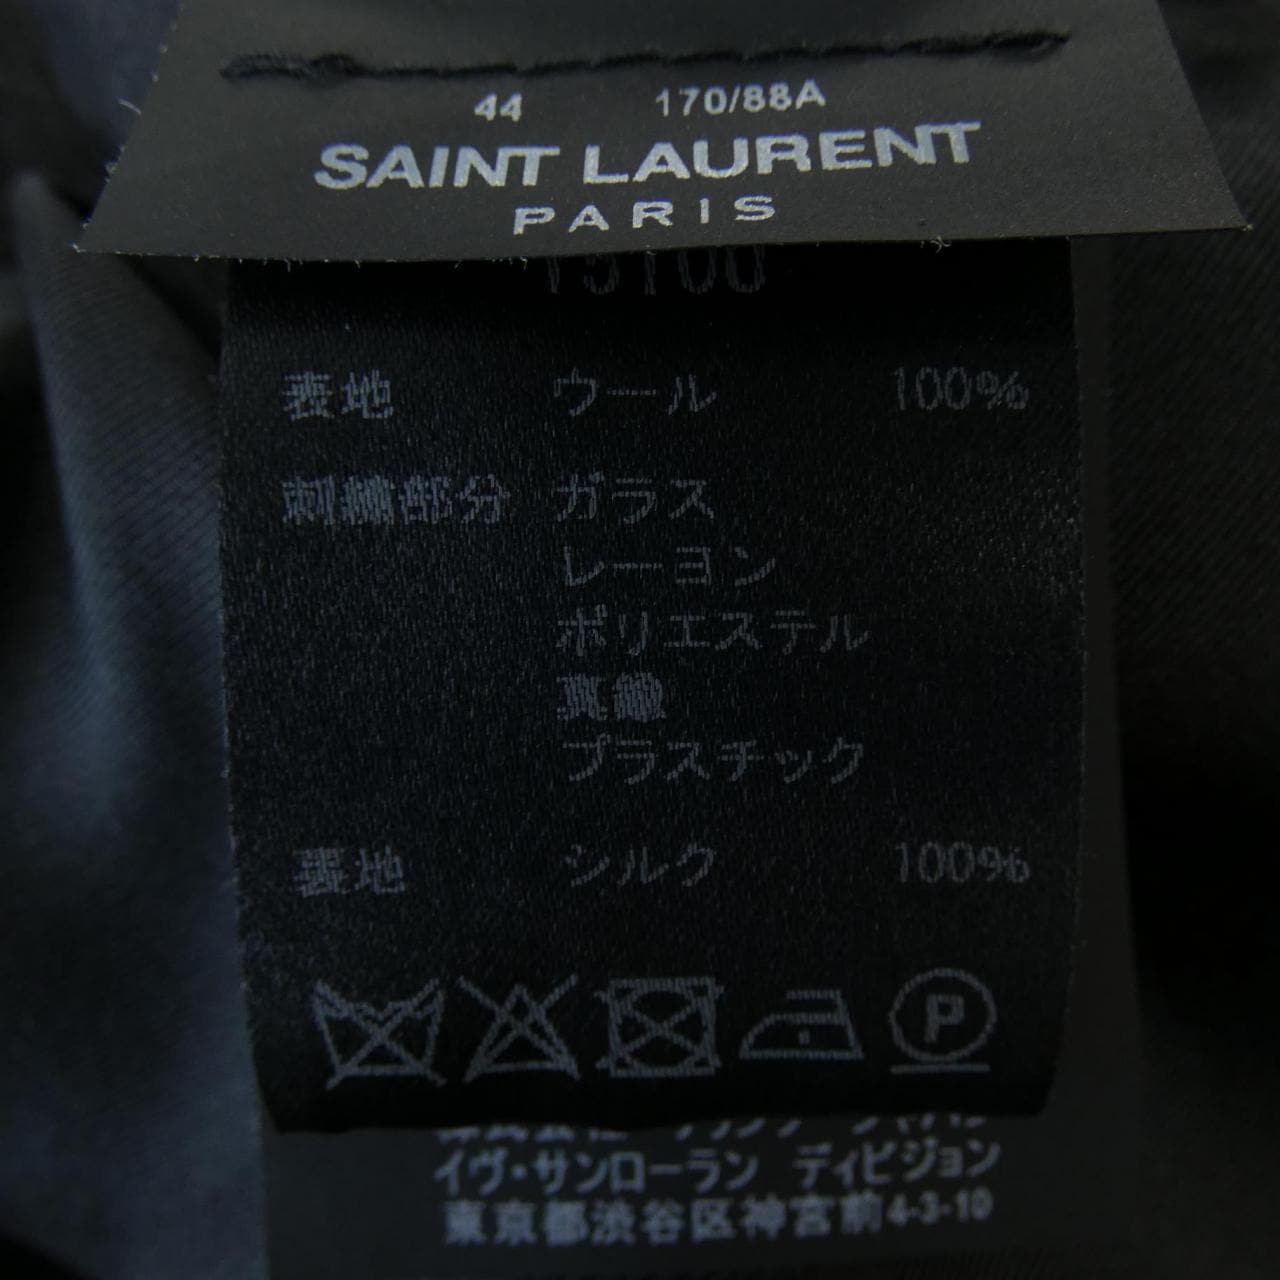 44 170/88A
SAINT LAURENT
PARIS
表地 ウール 100%
刺繍部分 ガラス
レーヨン
ポリエステル
真鍮
プラスチック
表地 シルク 100%
P
イヴ・サンローラン ディビジョン
東京都渋谷区神宮前4-3-10